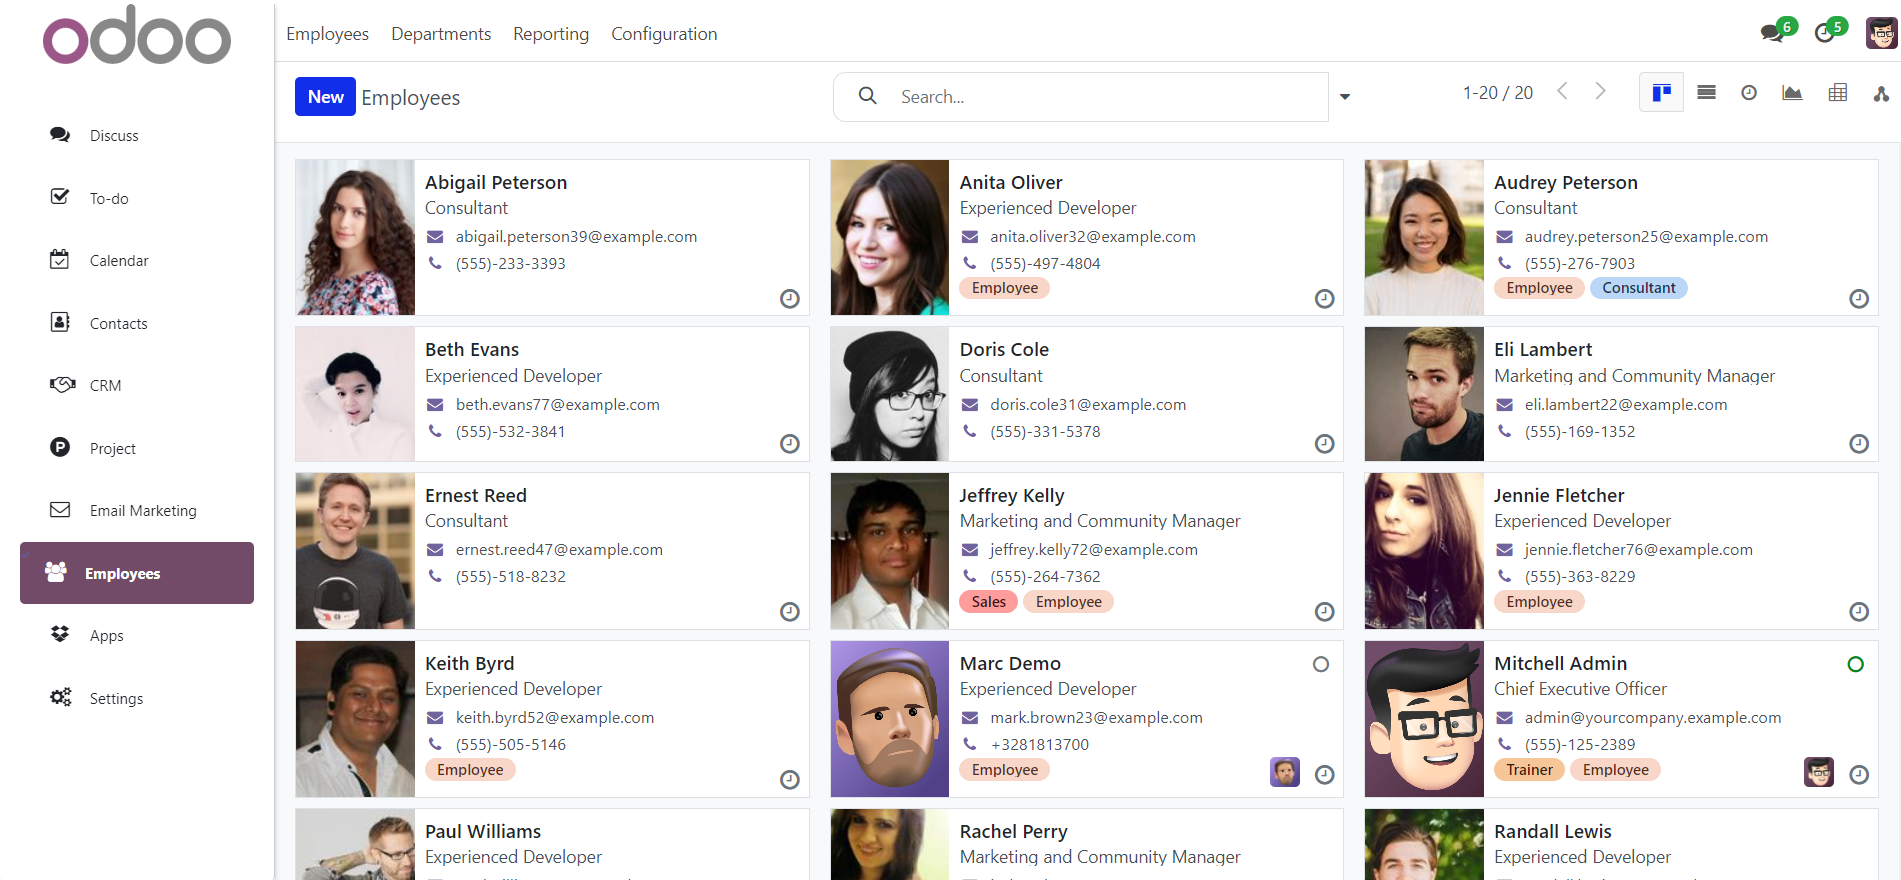 odoo
Employees Departments Reporting Configuration
6
5
New Employees
Search...
1-20 / 20
Discuss
To-do
Calendar
Contacts
CRM
Project
Email Marketing
Employees
Apps
Settings
Abigail Peterson
Consultant
abigail.peterson39@example.com
(555)-233-3393
Anita Oliver
Experienced Developer
anita.oliver32@example.com
(555)-497-4804
Employee
Audrey Peterson
Consultant
audrey.peterson25@example.com
(555)-276-7903
Employee Consultant
Beth Evans
Experienced Developer
beth.evans77@example.com
(555)-532-3841
Doris Cole
Consultant
doris.cole31@example.com
(555)-331-5378
Eli Lambert
Marketing and Community Manager
eli.lambert22@example.com
(555)-169-1352
Ernest Reed
Consultant
ernest.reed47@example.com
(555)-518-8232
Jeffrey Kelly
Marketing and Community Manager
jeffrey.kelly72@example.com
(555)-264-7362
Sales Employee
Jennie Fletcher
Experienced Developer
jennie.fletcher76@example.com
(555)-363-8229
Employee
Keith Byrd
Experienced Developer
keith.byrd52@example.com
(555)-505-5146
Employee
Marc Demo
Experienced Developer
mark.brown23@example.com
+3281813700
Employee
Mitchell Admin
Chief Executive Officer
admin@yourcompany.example.com
(555)-125-2389
Trainer Employee
Paul Williams
Experienced Developer
Rachel Perry
Marketing and Community Manager
Randall Lewis
Experienced Developer